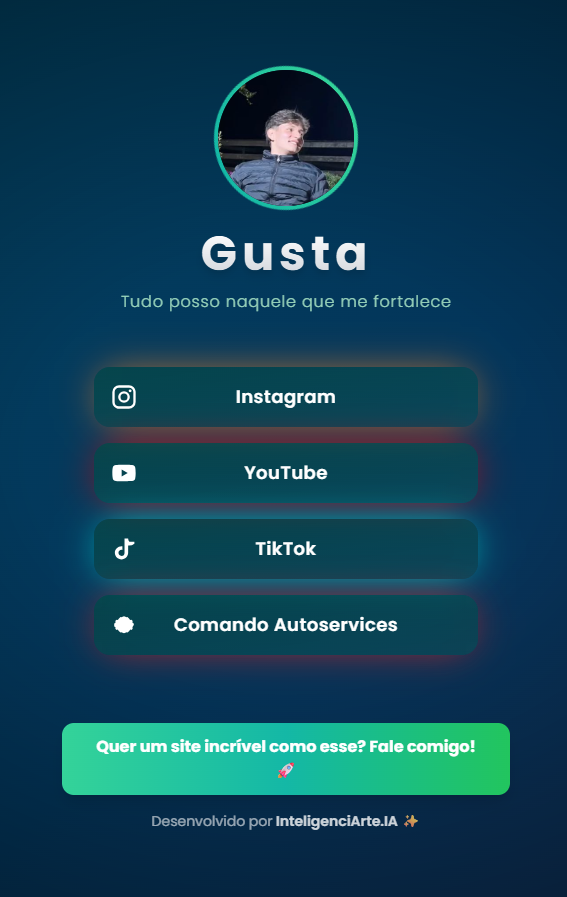 Gusta
Tudo posso naquele que me fortalece
Instagram
YouTube
TikTok
Comando Autoservices
Quer um site incrível como esse? Fale comigo!
🚀
Desenvolvido por InteligenciArte.IA ✨